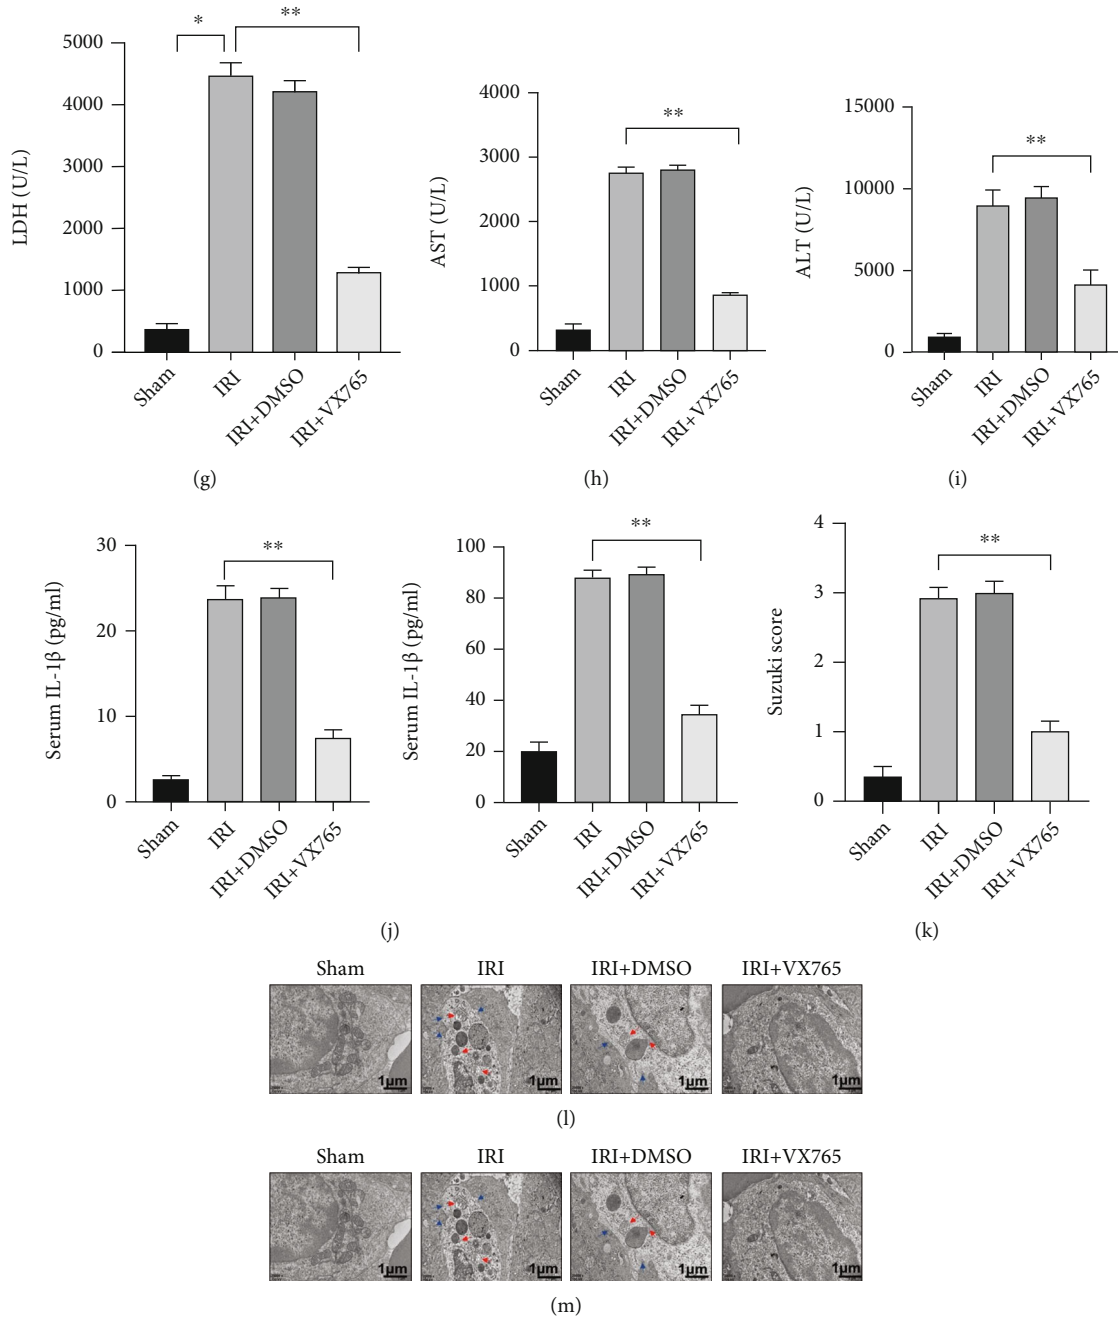 * **
5000
4000
3000
2000
1000
0
LDH (U/L)
Sham
IRI
IRI+DMSO
IRI+VX765
(g)
**
4000
3000
2000
1000
0
AST (U/L)
Sham
IRI
IRI+DMSO
IRI+VX765
(h)
**
15000
10000
5000
0
ALT (U/L)
Sham
IRI
IRI+DMSO
IRI+VX765
(i)
**
30
20
10
0
Serum IL-1β (pg/ml)
Sham
IRI
IRI+DMSO
IRI+VX765
**
100
80
60
40
20
0
Serum IL-1β (pg/ml)
Sham
IRI
IRI+DMSO
IRI+VX765
(j)
**
4
3
2
1
0
Suzuki score
Sham
IRI
IRI+DMSO
IRI+VX765
(k)
Sham IRI IRI+DMSO IRI+VX765
1μm 1μm 1μm 1μm
(l)
Sham IRI IRI+DMSO IRI+VX765
1μm 1μm 1μm 1μm
(m)